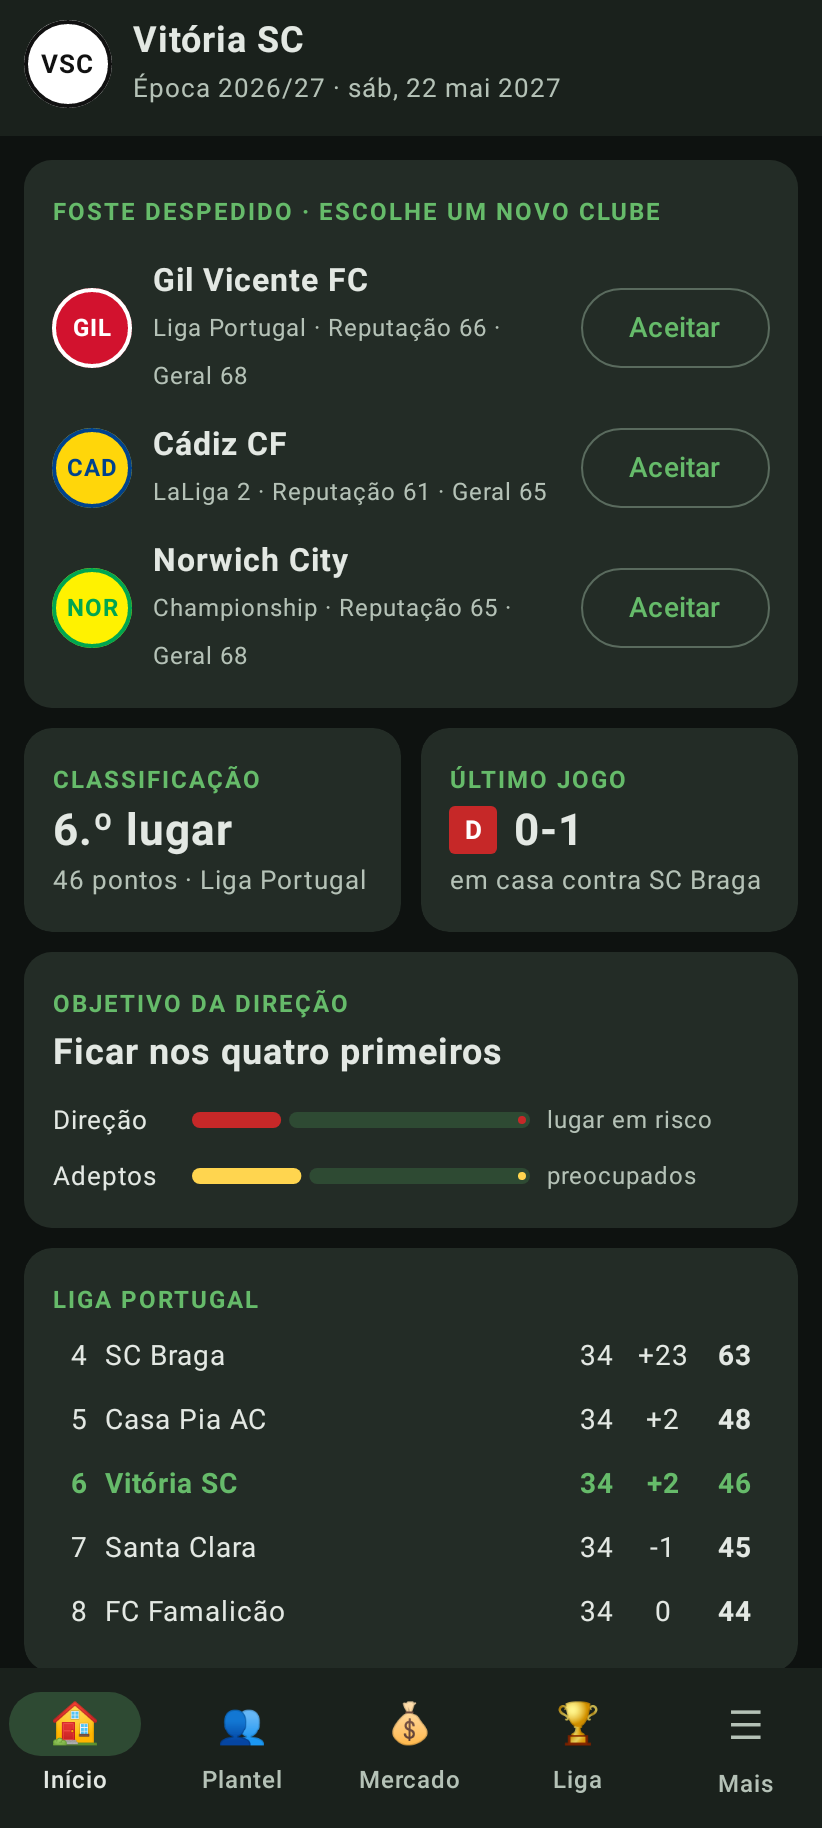 VSC
Vitória SC
Época 2026/27 · sáb, 22 mai 2027
FOSTE DESPEDIDO · ESCOLHE UM NOVO CLUBE
GIL
Gil Vicente FC
Liga Portugal · Reputação 66 ·
Geral 68
Aceitar
CAD
Cádiz CF
LaLiga 2 · Reputação 61 · Geral 65
Aceitar
NOR
Norwich City
Championship · Reputação 65 ·
Geral 68
Aceitar
CLASSIFICAÇÃO
6.º lugar
46 pontos · Liga Portugal
ÚLTIMO JOGO
D 0-1
em casa contra SC Braga
OBJETIVO DA DIREÇÃO
Ficar nos quatro primeiros
Direção lugar em risco
Adeptos preocupados
LIGA PORTUGAL
4 SC Braga 34 +23 63
5 Casa Pia AC 34 +2 48
6 Vitória SC 34 +2 46
7 Santa Clara 34 -1 45
8 FC Famalicão 34 0 44
Início Plantel Mercado Liga Mais